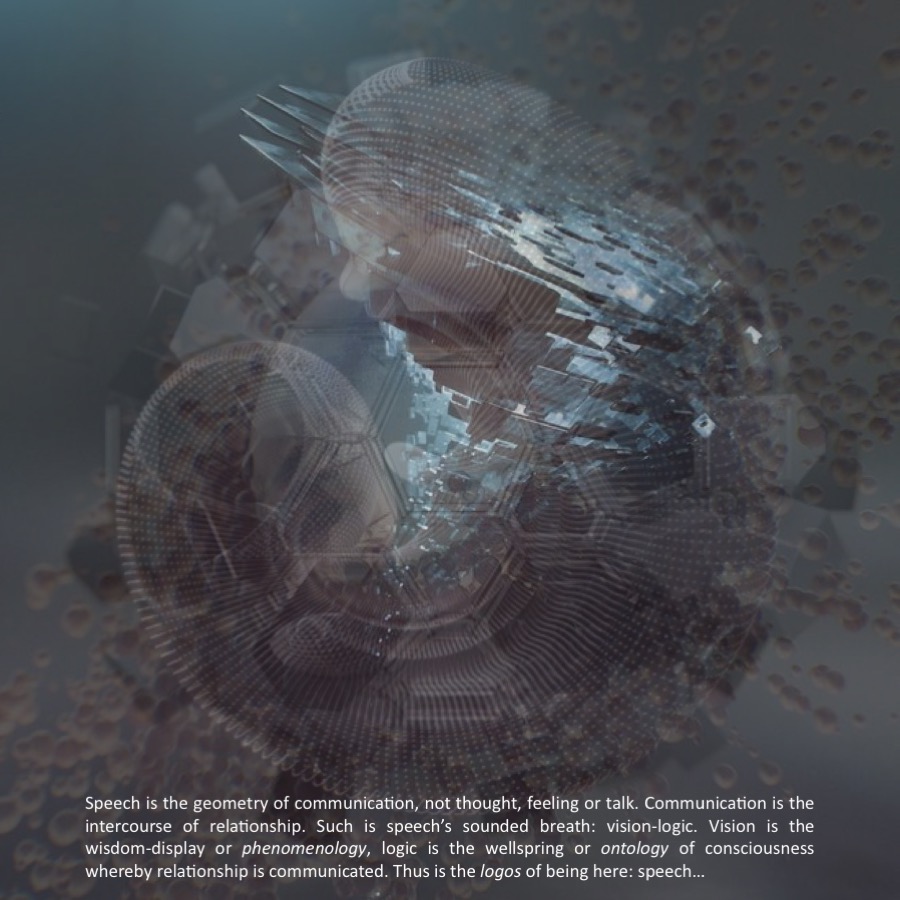 Speech is the geometry of communication, not thought, feeling or talk. Communication is the
intercourse of relationship. Such is speech’s sounded breath: vision-logic. Vision is the
wisdom-display or phenomenology, logic is the wellspring or ontology of consciousness
whereby relationship is communicated. Thus is the logos of being here: speech...